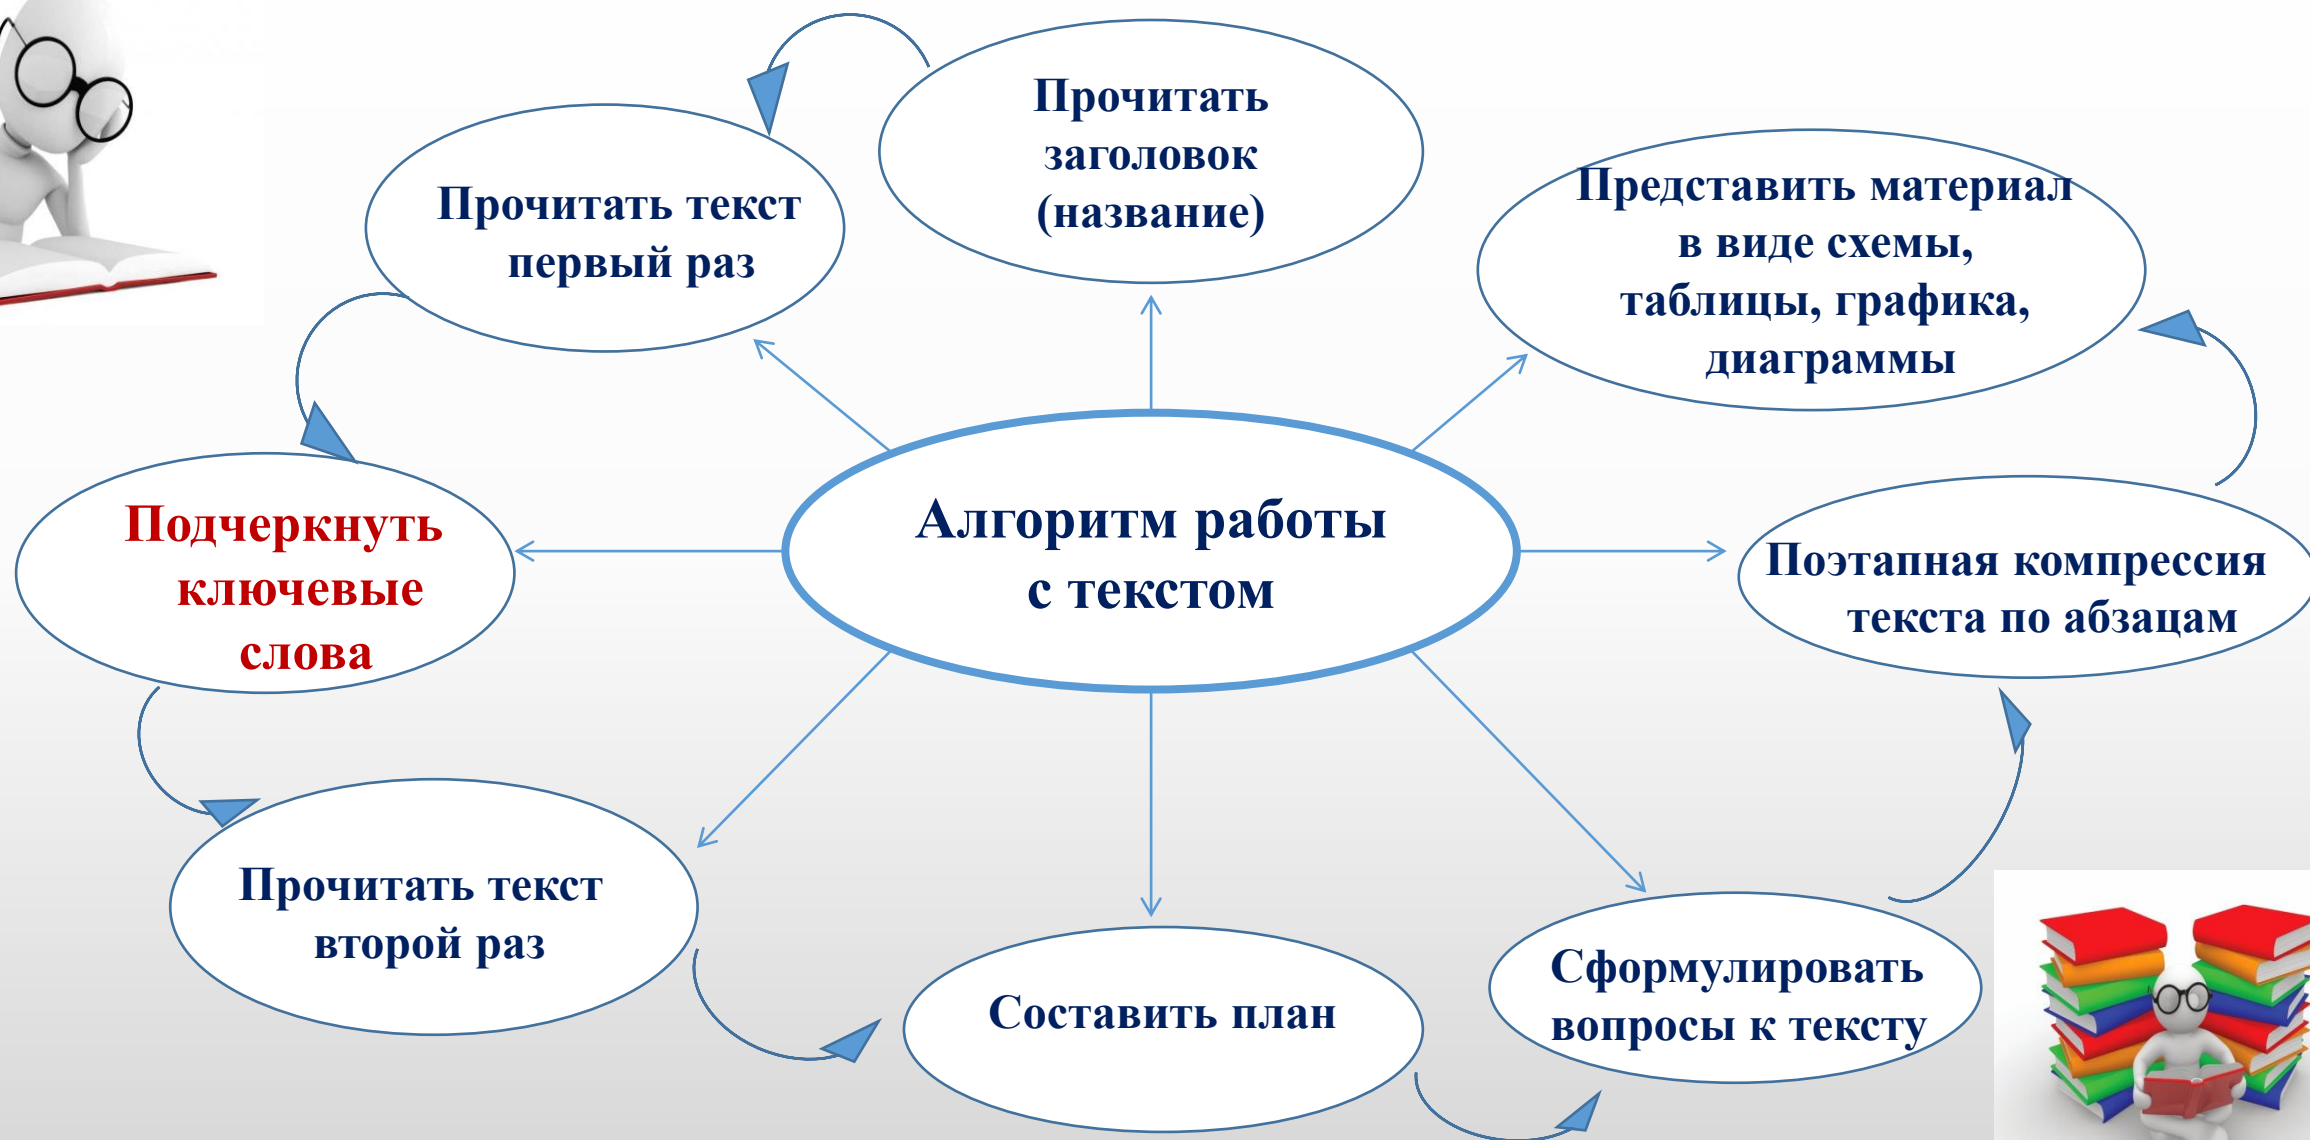 Алгоритм работы
с текстом
Прочитать
заголовок
(название)
Прочитать текст
первый раз
Подчеркнуть
ключевые
слова
Прочитать текст
второй раз
Составить план
Сформулировать
вопросы к тексту
Поэтапная компрессия
текста по абзацам
Представить материал
в виде схемы,
таблицы, графика,
диаграммы